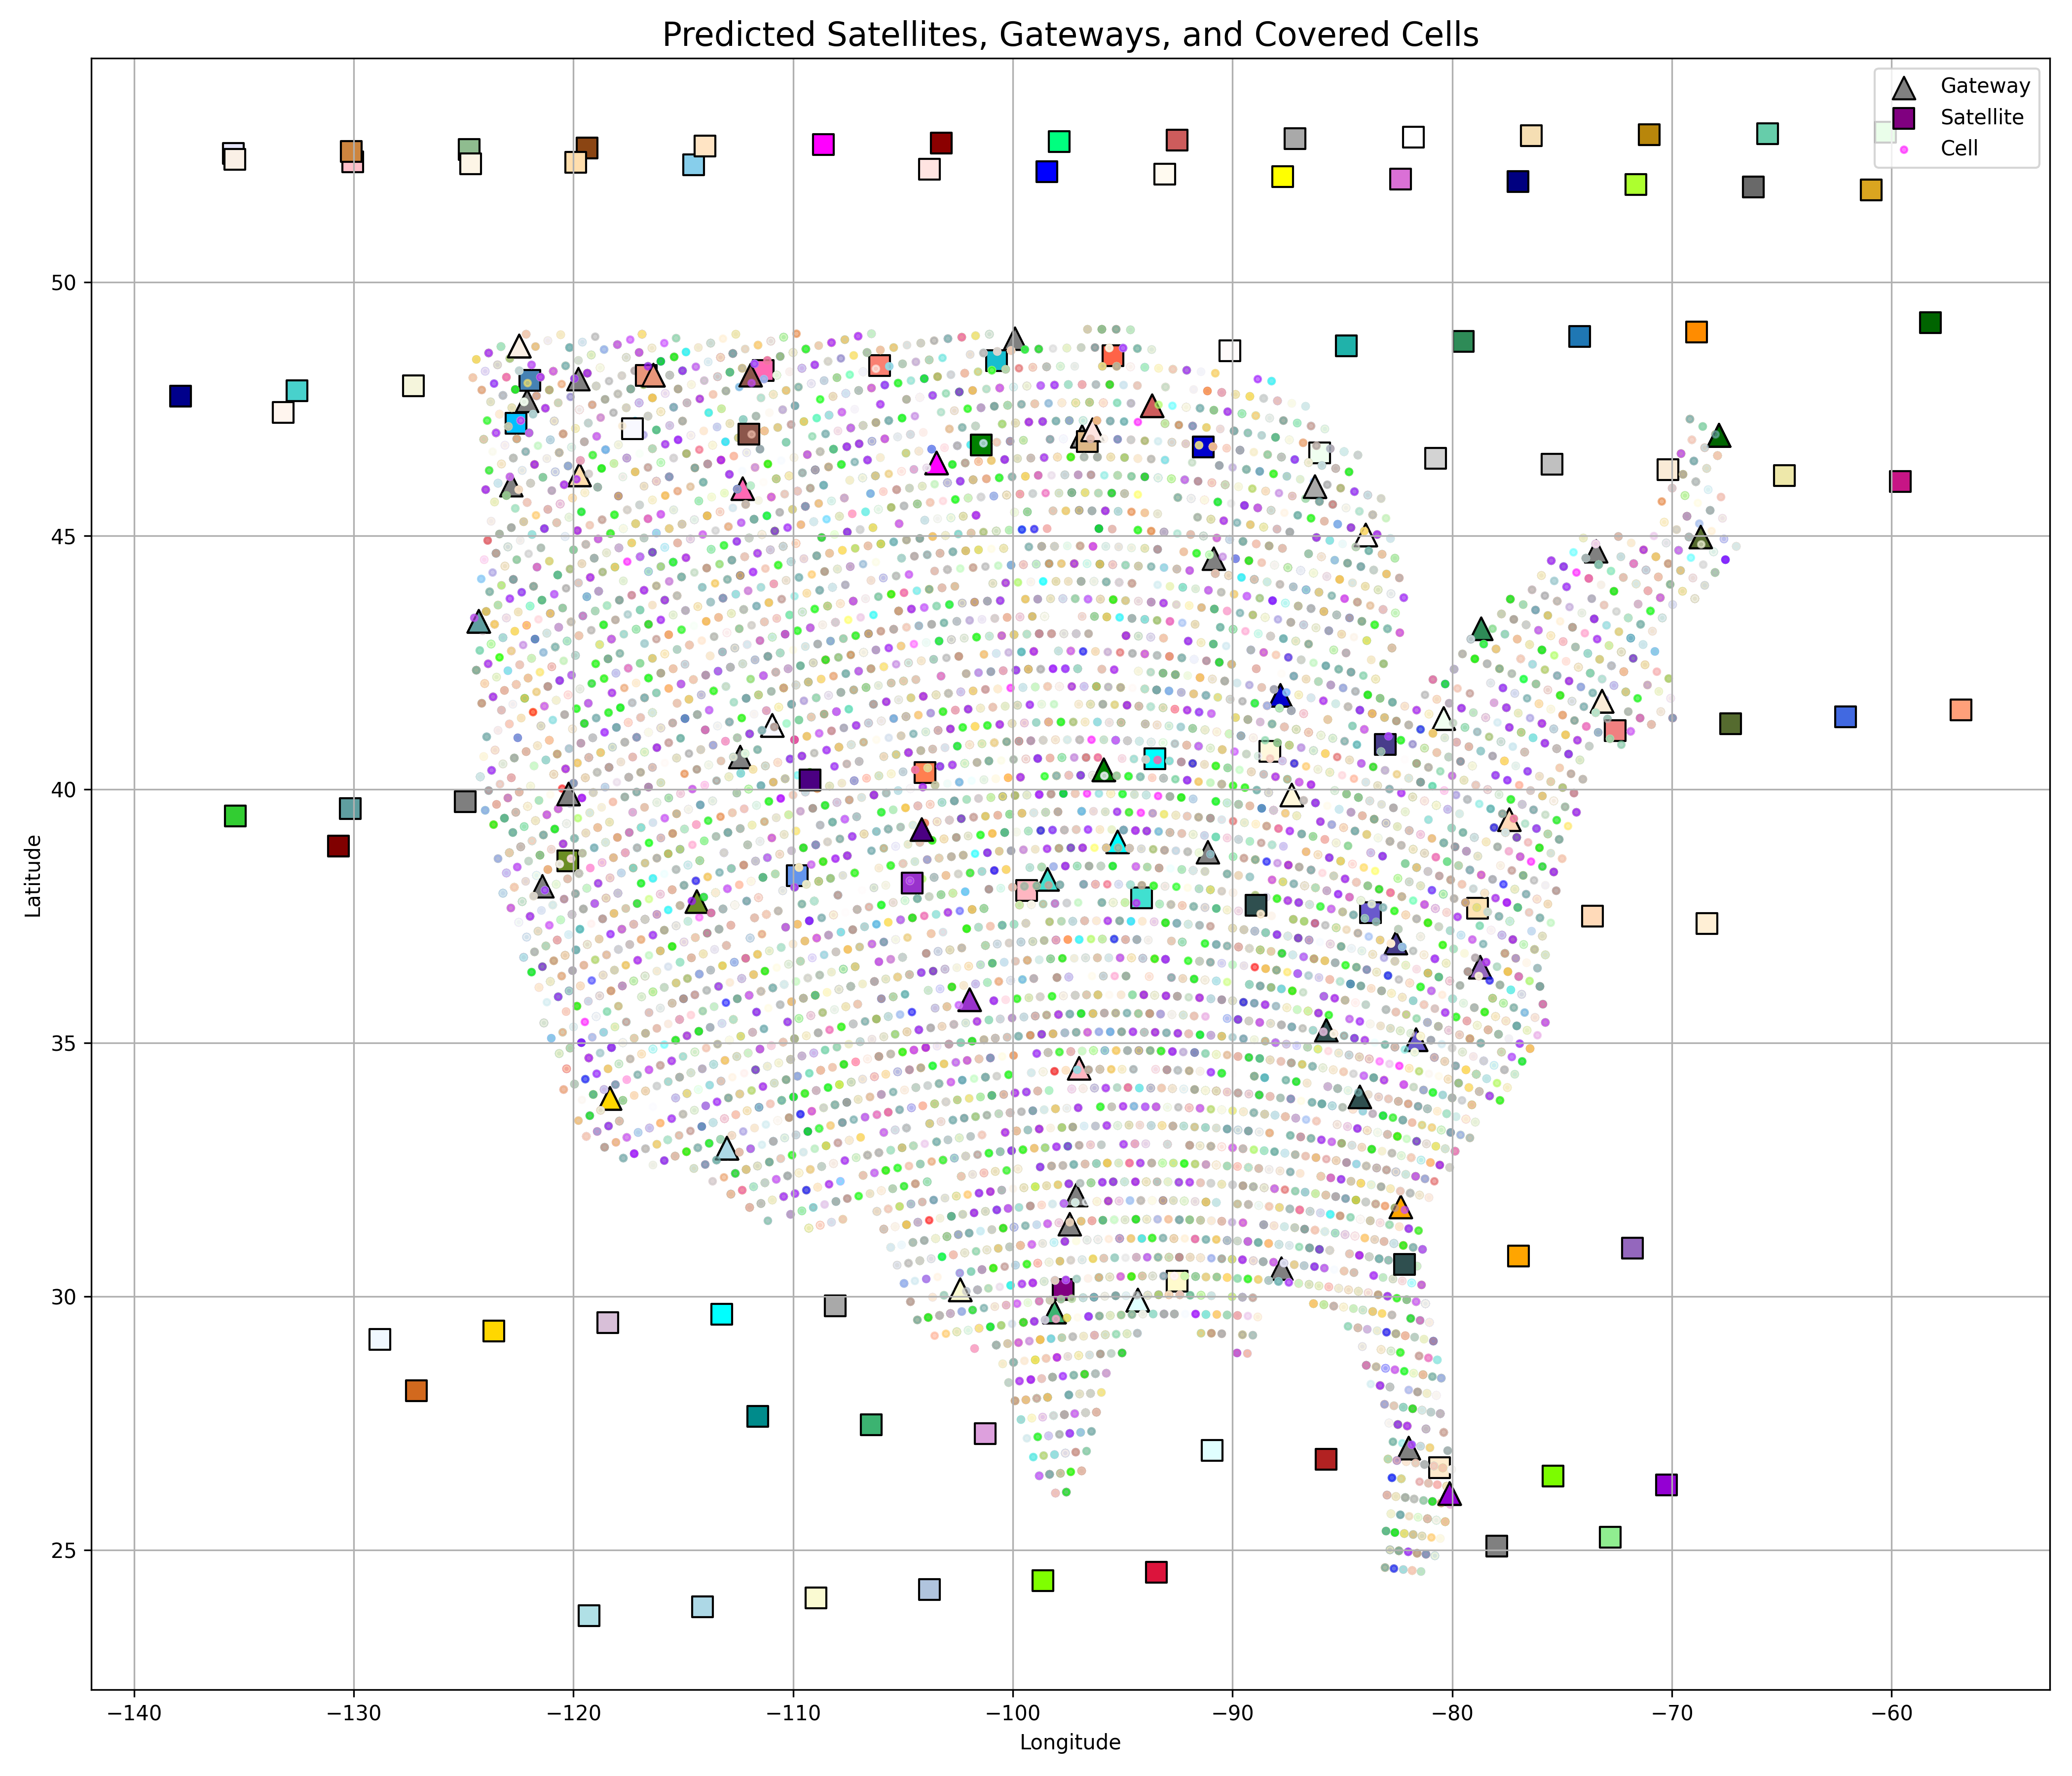 Predicted Satellites, Gateways, and Covered Cells
Gateway
Satellite
Cell
50
45
40
35
30
25
Latitude
−140 −130 −120 −110 −100 −90 −80 −70 −60
Longitude